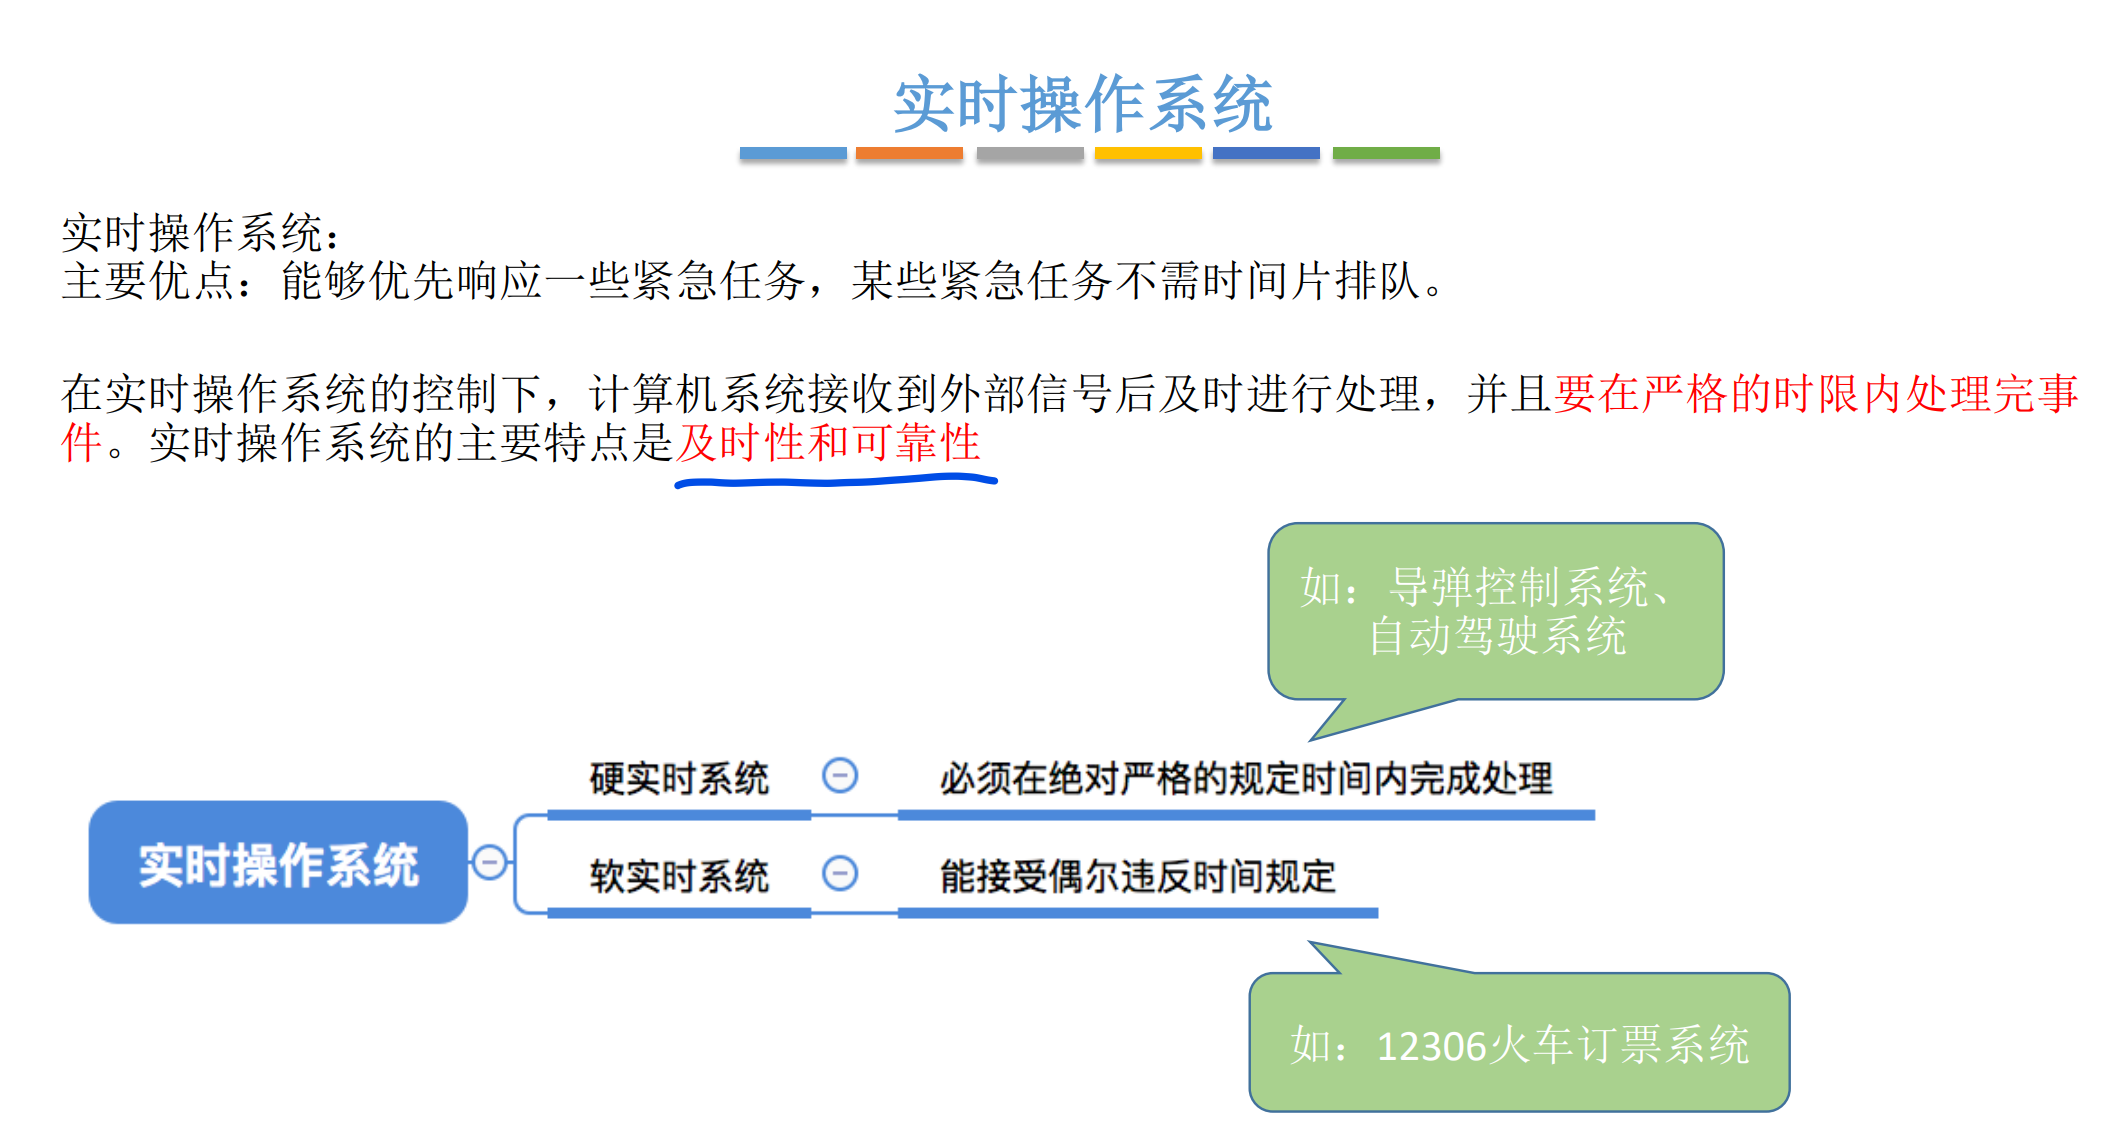 实时操作系统
实时操作系统：
主要优点：能够优先响应一些紧急任务，某些紧急任务不需时间片排队。
在实时操作系统的控制下，计算机系统接收到外部信号后及时进行处理，并且要在严格的时限内处理完事
件。实时操作系统的主要特点是及时性和可靠性
如：导弹控制系统、
自动驾驶系统
硬实时系统
必须在绝对严格的规定时间内完成处理
实时操作系统
软实时系统
能接受偶尔违反时间规定
如：12306火车订票系统